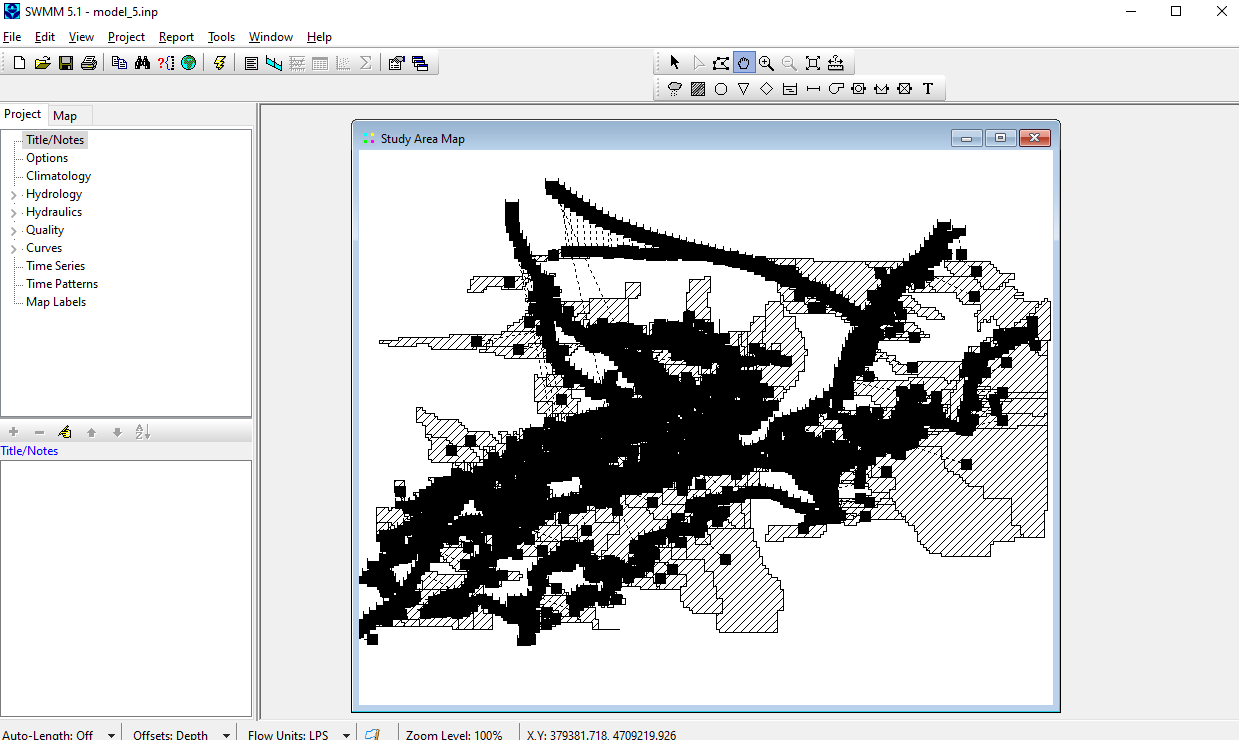 SWMM 5.1 - model_5.inp
File Edit View Project Report Tools Window Help
?{}
Σ
T
Project Map
Study Area Map
Title/Notes
Options
Climatology
Hydrology
Hydraulics
Quality
Curves
Time Series
Time Patterns
Map Labels
Title/Notes
Auto-Length: Off Offsets: Depth Flow Units: LPS Zoom Level: 100% X,Y: 379381.718, 4709219.926